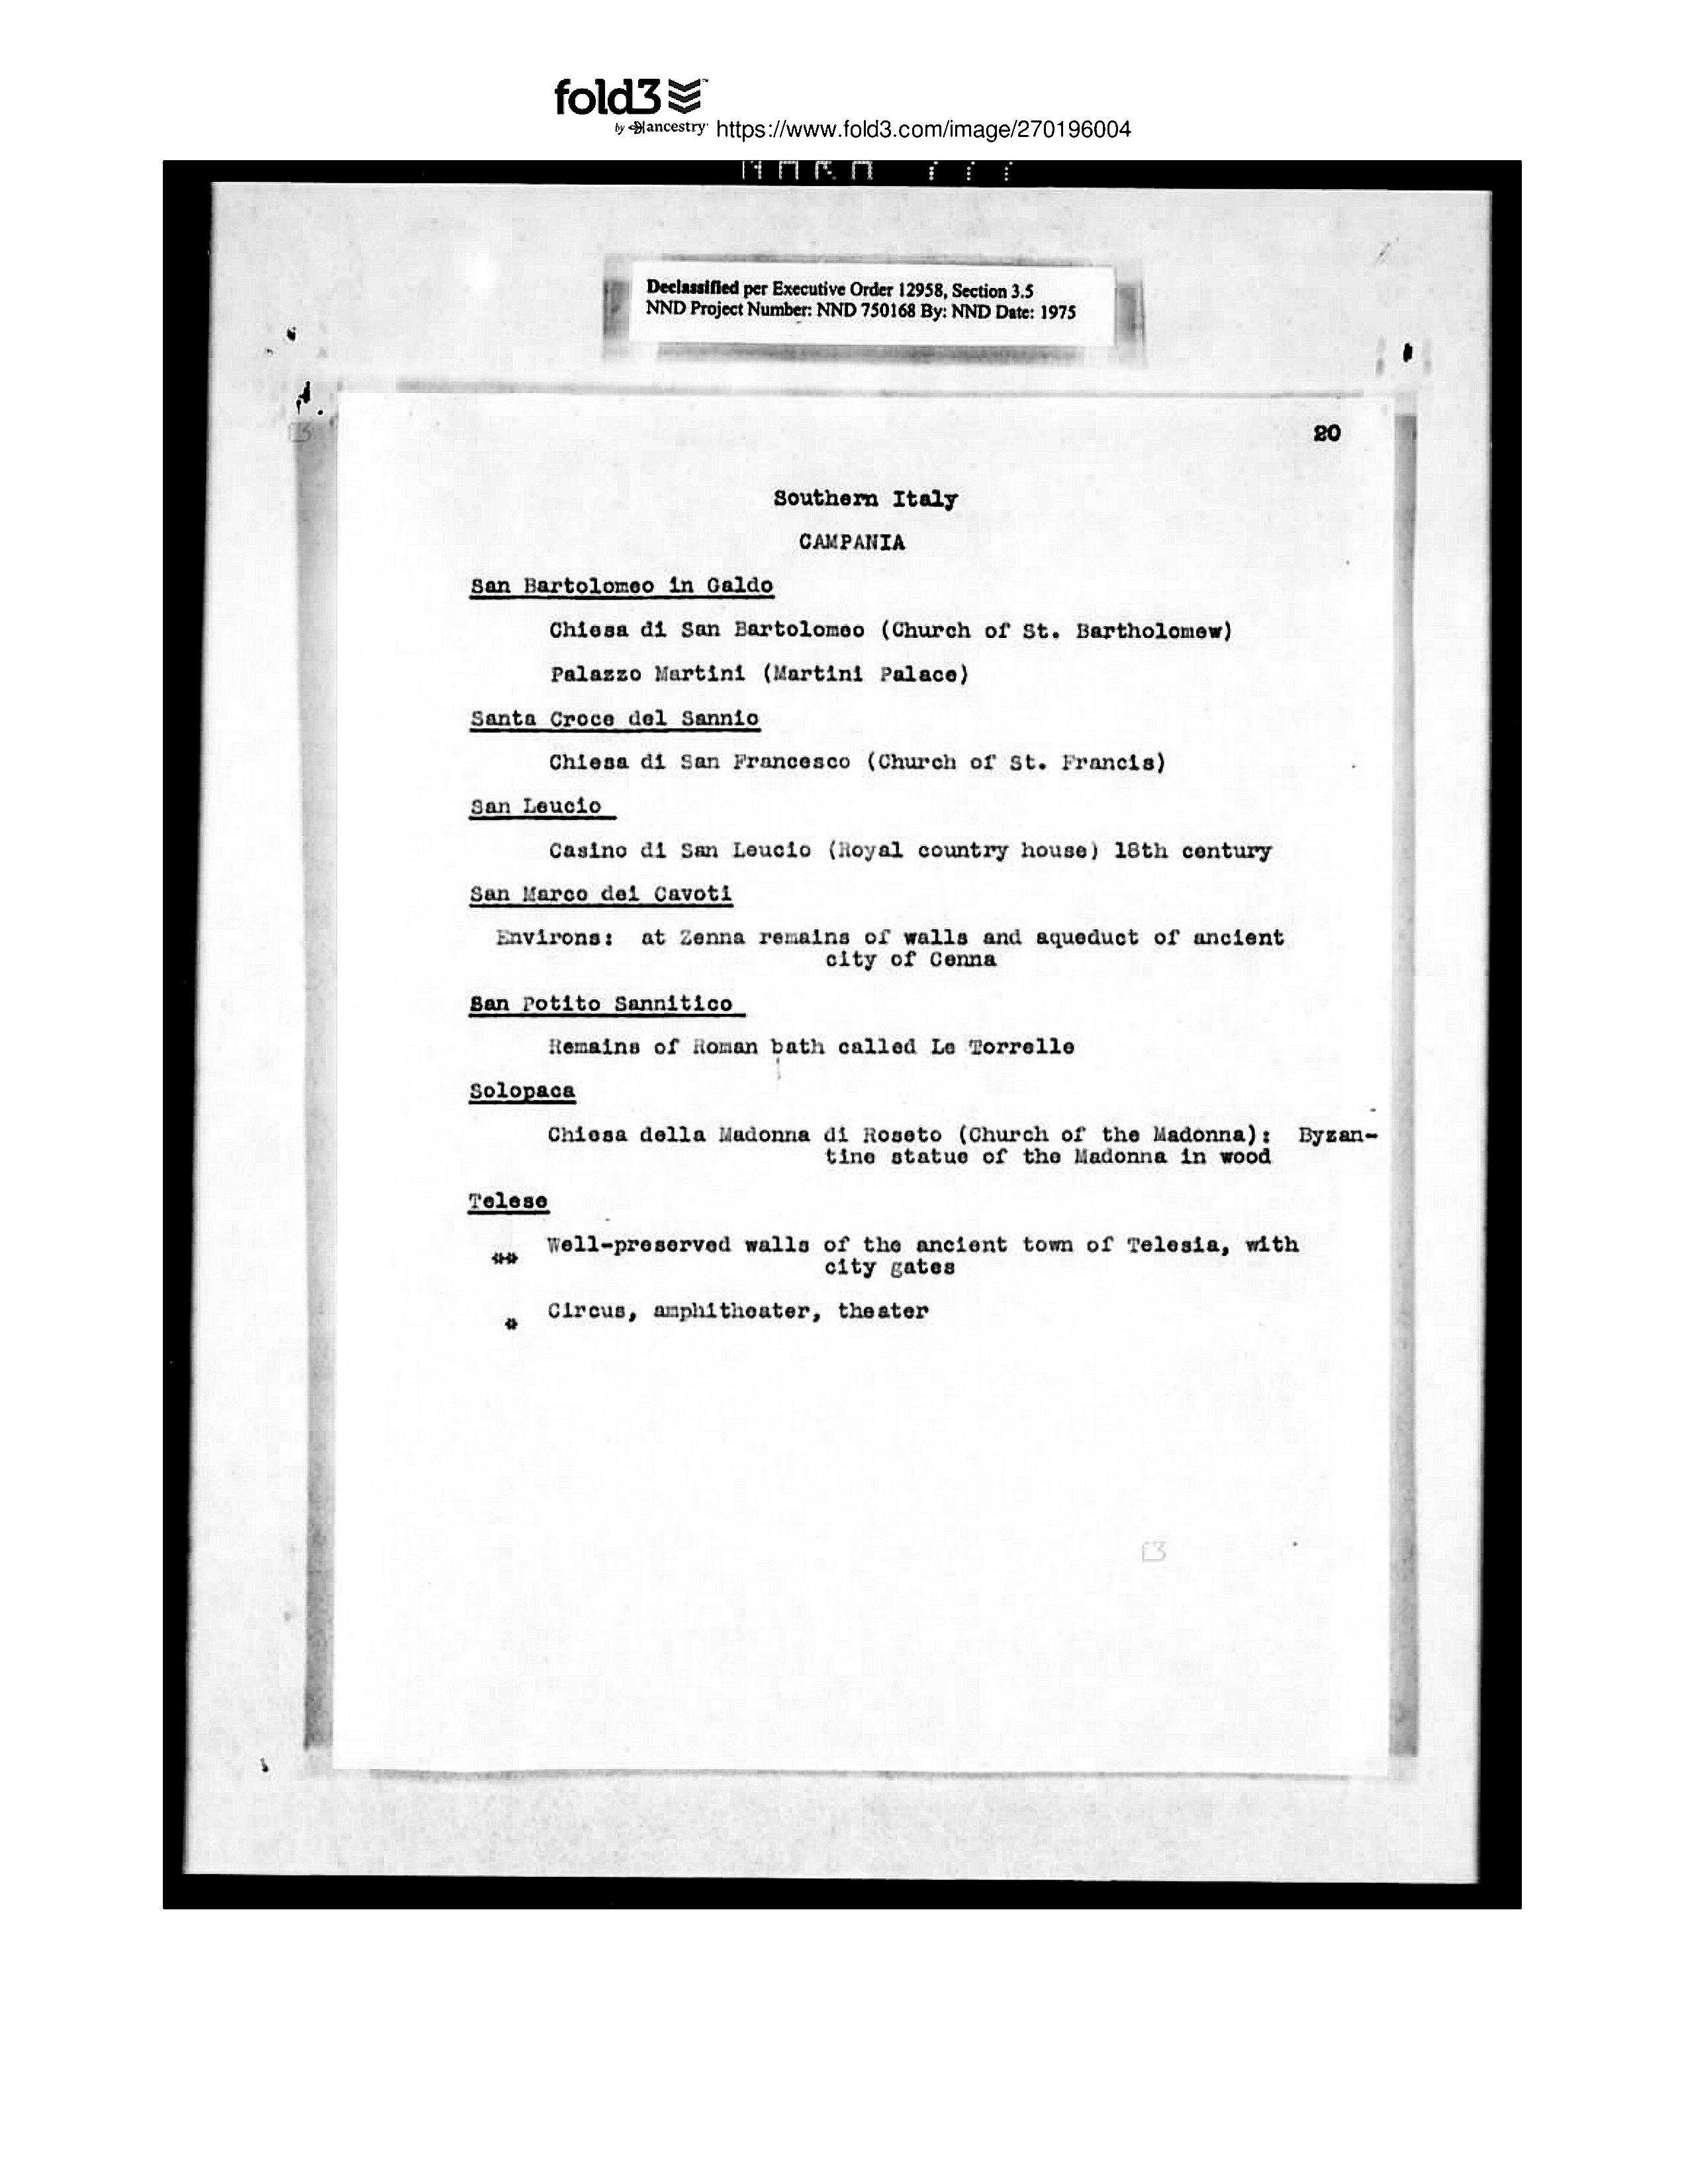 fold3
by ancestry https://www.fold3.com/image/270196004
Declassified per Executive Order 12958, Section 3.5
NND Project Number: NND 750168 By: NND Date: 1975
20
Southern Italy
CAMPANIA
San Bartolomeo in Galdo
Chiesa di San Bartolomeo (Church of St. Bartholomew)
Palazzo Martini (Martini Palace)
Santa Croce del Sannio
Chiesa di San Francesco (Church of St. Francis)
San Leucio
Casino di San Leucio (Royal country house) 18th century
San Marco dei Cavoti
Environs: at Zenna remains of walls and aqueduct of ancient
city of Cenna
San Potito Sannitico
Remains of Roman bath called Le Torrelle
Solopaca
Chiesa della Madonna di Roseto (Church of the Madonna): Byzan-
tine statue of the Madonna in wood
Telese
** Well-preserved walls of the ancient town of Telesia, with
city gates
* Circus, amphitheater, theater